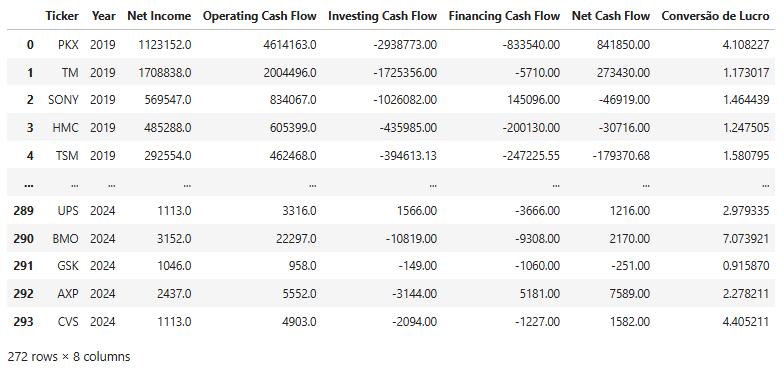 Ticker Year Net Income Operating Cash Flow Investing Cash Flow Financing Cash Flow Net Cash Flow Conversão de Lucro
0 PKX 2019 1123152.0 4614163.0 -2938773.00 -833540.00 841850.00 4.108227
1 TM 2019 1708838.0 2004496.0 -1725356.00 -5710.00 273430.00 1.173017
2 SONY 2019 569547.0 834067.0 -1026082.00 145096.00 -46919.00 1.464439
3 HMC 2019 485288.0 605399.0 -435985.00 -200130.00 -30716.00 1.247505
4 TSM 2019 292554.0 462468.0 -394613.13 -247225.55 -179370.68 1.580795
... ... ... ... ... ... ... ... ...
289 UPS 2024 1113.0 3316.0 1566.00 -3666.00 1216.00 2.979335
290 BMO 2024 3152.0 22297.0 -10819.00 -9308.00 2170.00 7.073921
291 GSK 2024 1046.0 958.0 -149.00 -1060.00 -251.00 0.915870
292 AXP 2024 2437.0 5552.0 -3144.00 5181.00 7589.00 2.278211
293 CVS 2024 1113.0 4903.0 -2094.00 -1227.00 1582.00 4.405211
272 rows × 8 columns